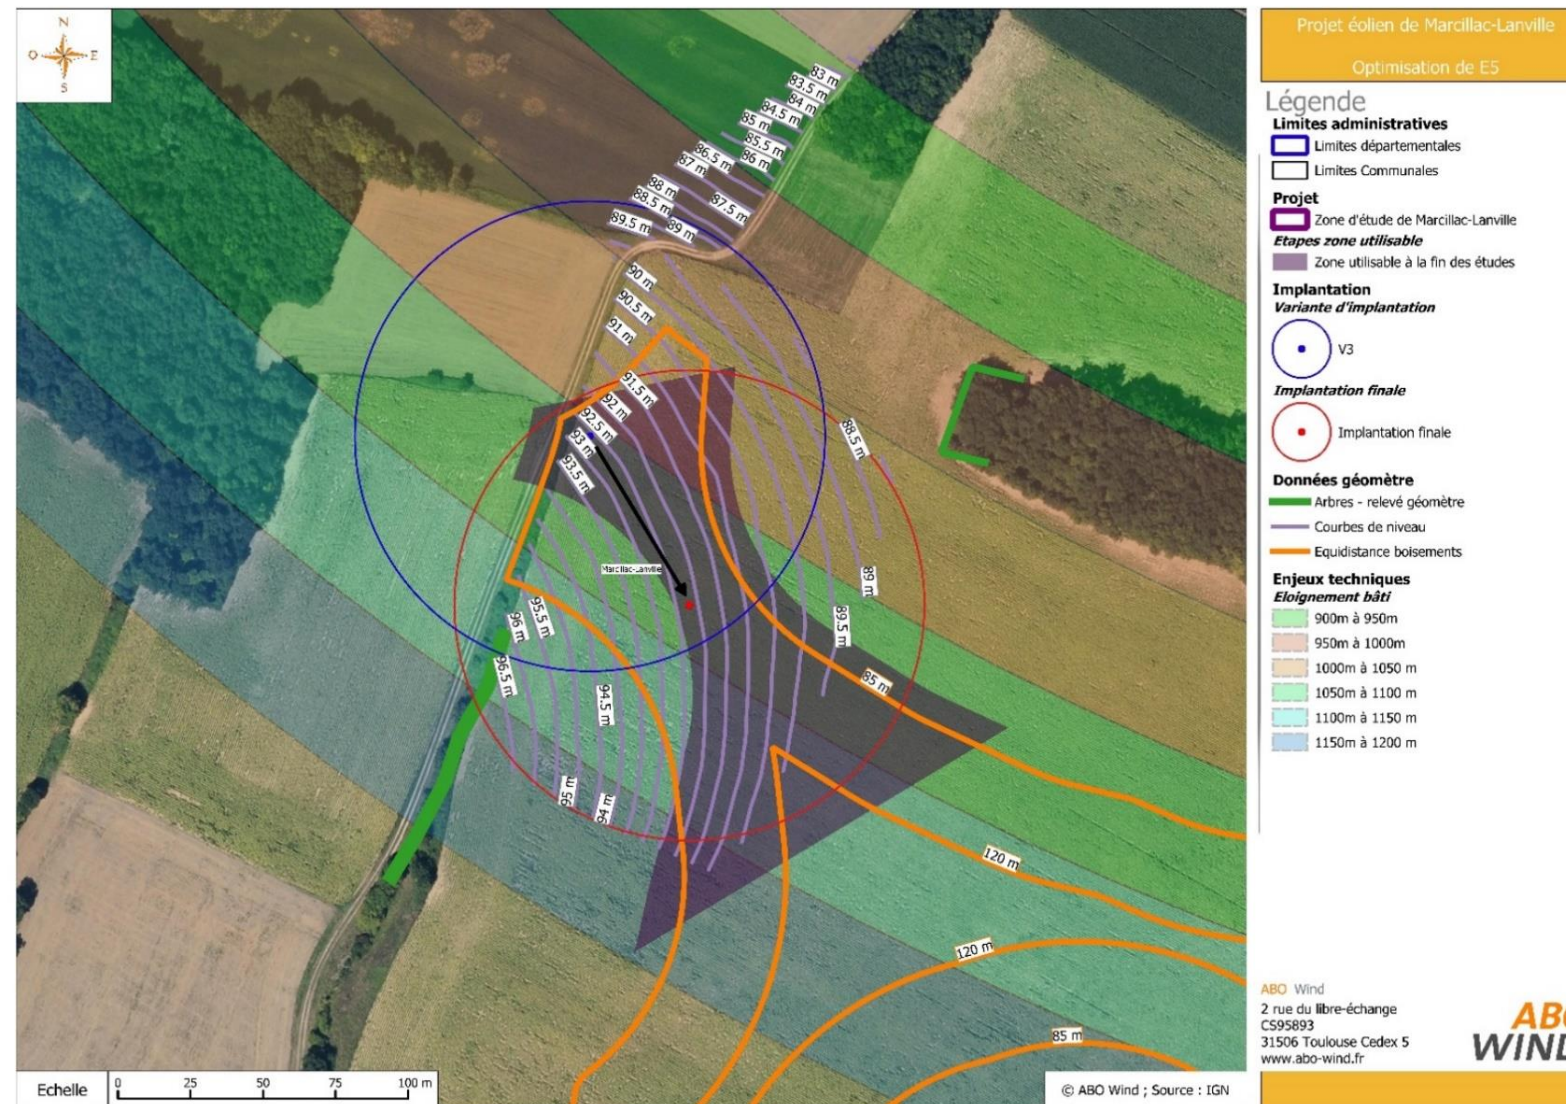 N
O E
S
83 m
83.5 m
84 m
84.5 m
85 m
85.5 m
86 m
86.5 m
87 m
87.5 m
88 m
88.5 m
89 m
89.5 m
90 m
90.5 m
91 m
91.5 m
92 m
92.5 m
93 m
93.5 m
88.5 m
Marcillac-Lanville
89 m
89.5 m
96 m
95.5 m
96.5 m
94.5 m
85 m
95 m
94 m
120 m
120 m
85 m
Echelle
0 25 50 75 100 m
© ABO Wind ; Source : IGN
Projet éolien de Marcillac-Lanville
Optimisation de E5
Légende
Limites administratives
Limites départementales
Limites Communales
Projet
Zone d'étude de Marcillac-Lanville
Etapes zone utilisable
Zone utilisable à la fin des études
Implantation
Variante d'implantation
V3
Implantation finale
Implantation finale
Données géomètre
Arbres - relevé géomètre
Courbes de niveau
Equidistance boisements
Enjeux techniques
Eloignement bâti
900m à 950m
950m à 1000m
1000m à 1050 m
1050m à 1100 m
1100m à 1150 m
1150m à 1200 m
ABO Wind
2 rue du libre-échange
CS95893
31506 Toulouse Cedex 5
www.abo-wind.fr
ABO
WIND